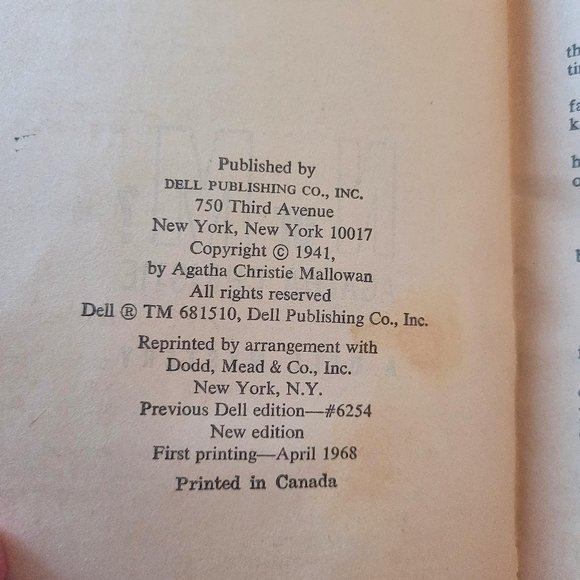 Published by
DELL PUBLISHING CO., INC.
750 Third Avenue
New York, New York 10017
Copyright © 1941,
by Agatha Christie Mallowan
All rights reserved
Dell ® TM 681510, Dell Publishing Co., Inc.
Reprinted by arrangement with
Dodd, Mead & Co., Inc.
New York, N.Y.
Previous Dell edition—#6254
New edition
First printing—April 1968
Printed in Canada